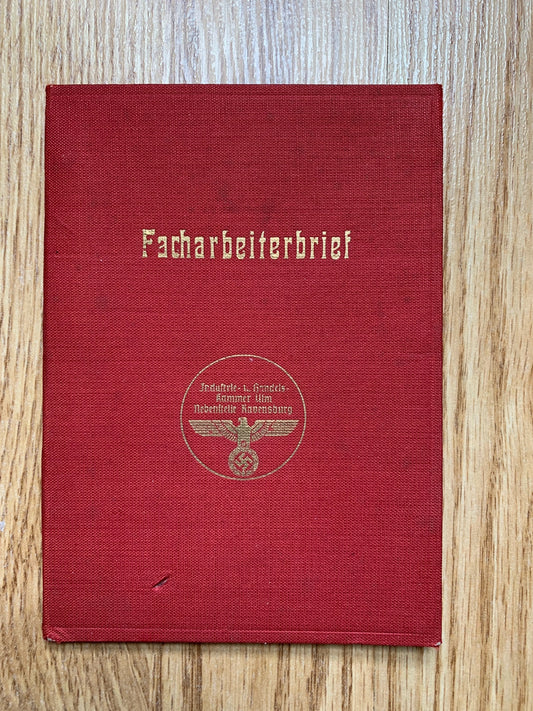 Facharbeiterbrief
Industrie- u. Handels-
Kammer Ulm
Nebenstelle Ravensburg